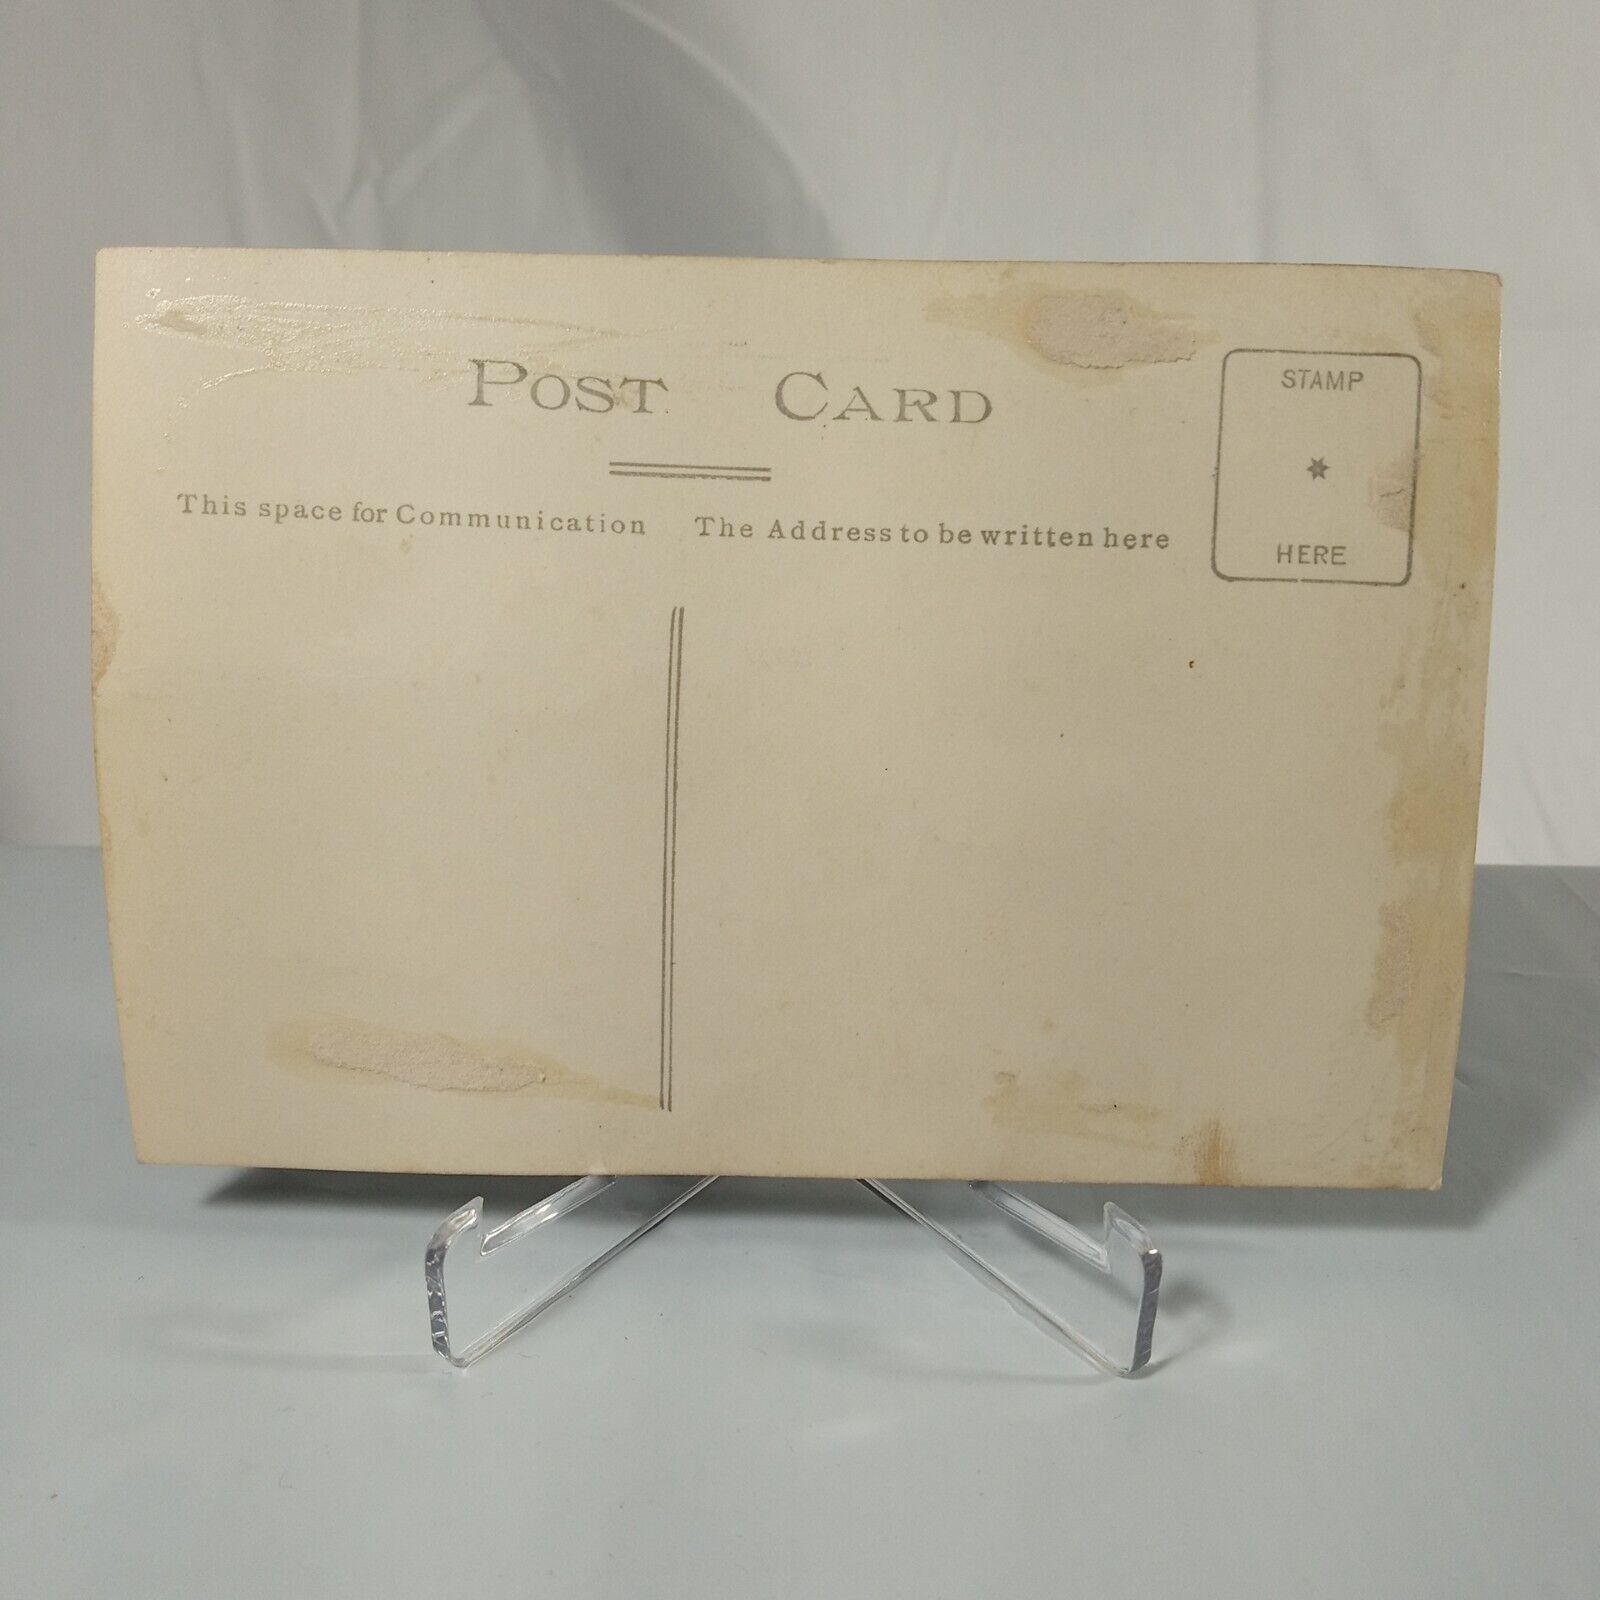 POST CARD
STAMP
HERE
This space for Communication
The Address to be written here